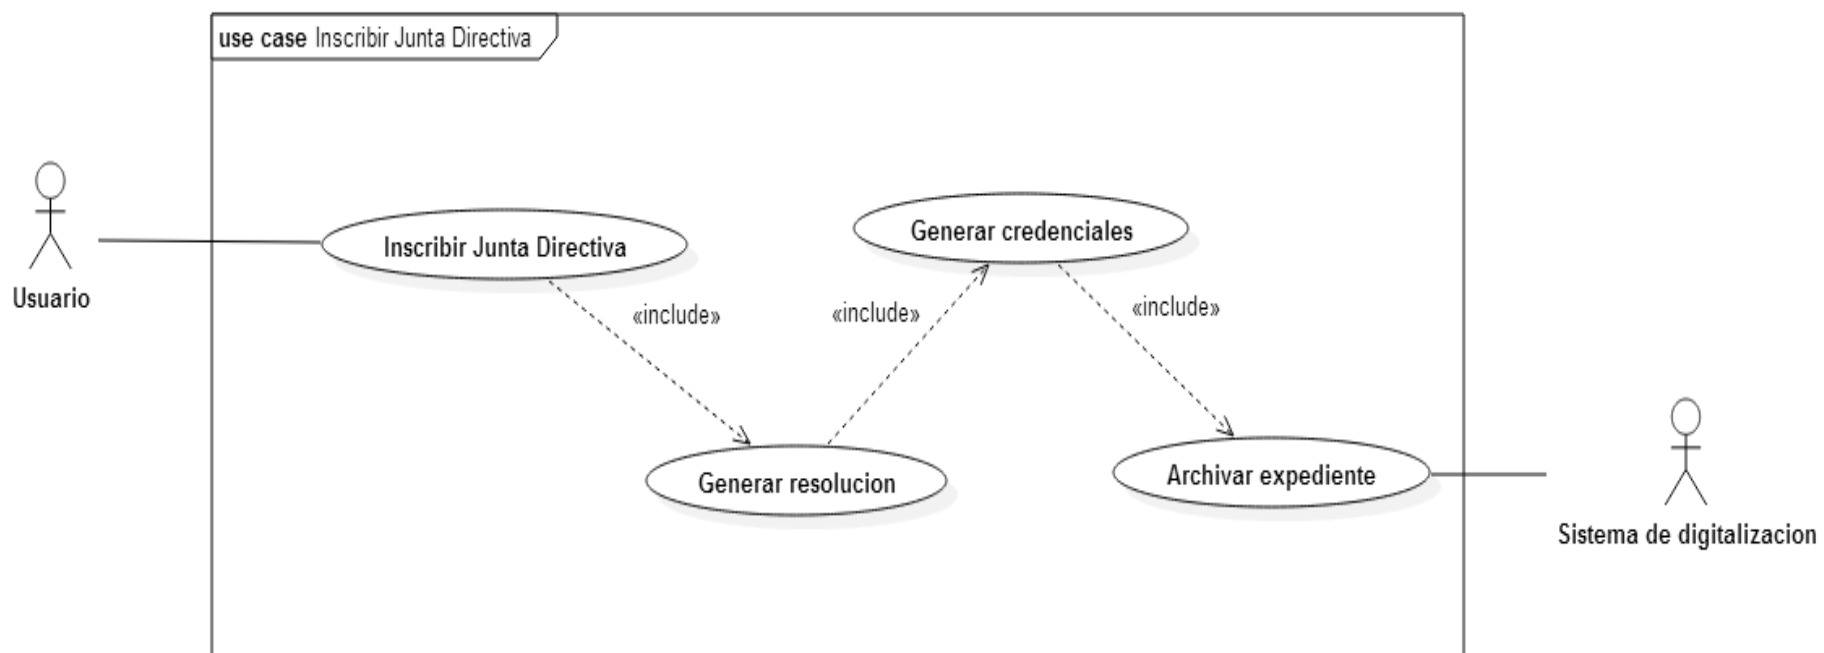 use case Inscribir Junta Directiva
Generar credenciales
Inscribir Junta Directiva
Usuario
«include»
«include»
«include»
Generar resolucion
Archivar expediente
Sistema de digitalizacion